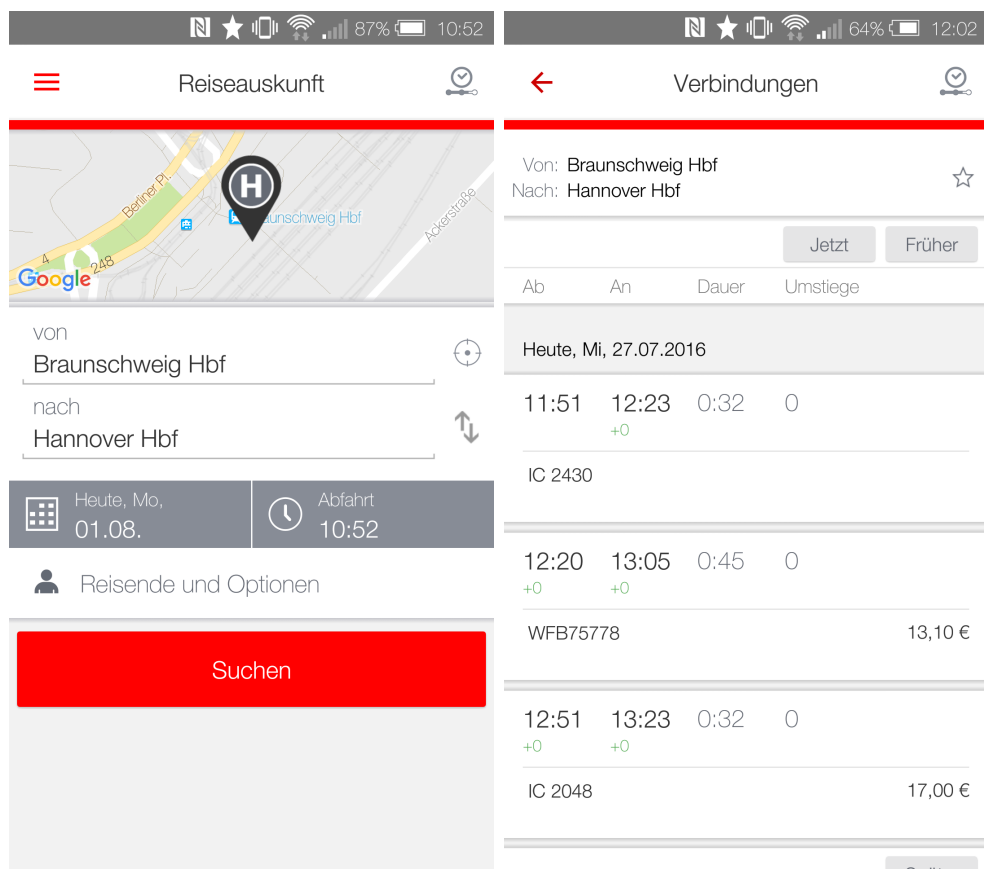 87% 10:52
Reiseauskunft
Berliner Pl.
H
Braunschweig Hbf
Ackerstraße
4
248
Google
von
Braunschweig Hbf
nach
Hannover Hbf
Heute, Mo,
01.08.
Abfahrt
10:52
Reisende und Optionen
Suchen
64% 12:02
Verbindungen
Von: Braunschweig Hbf
Nach: Hannover Hbf
Jetzt Früher
Ab An Dauer Umstiege
Heute, Mi, 27.07.2016
11:51 12:23 0:32 0
+0
IC 2430
12:20 13:05 0:45 0
+0 +0
WFB75778 13,10 €
12:51 13:23 0:32 0
+0 +0
IC 2048 17,00 €